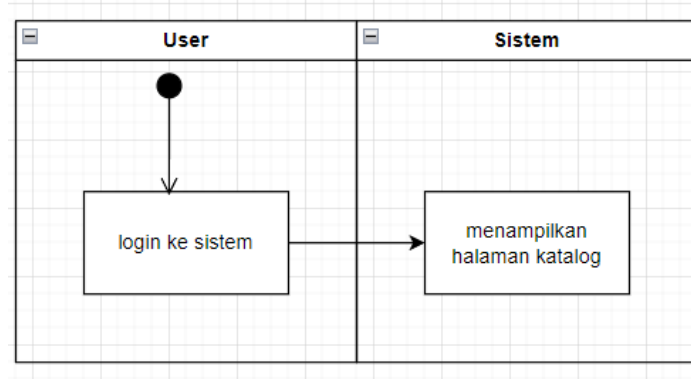 User
Sistem
login ke sistem
menampilkan
halaman katalog